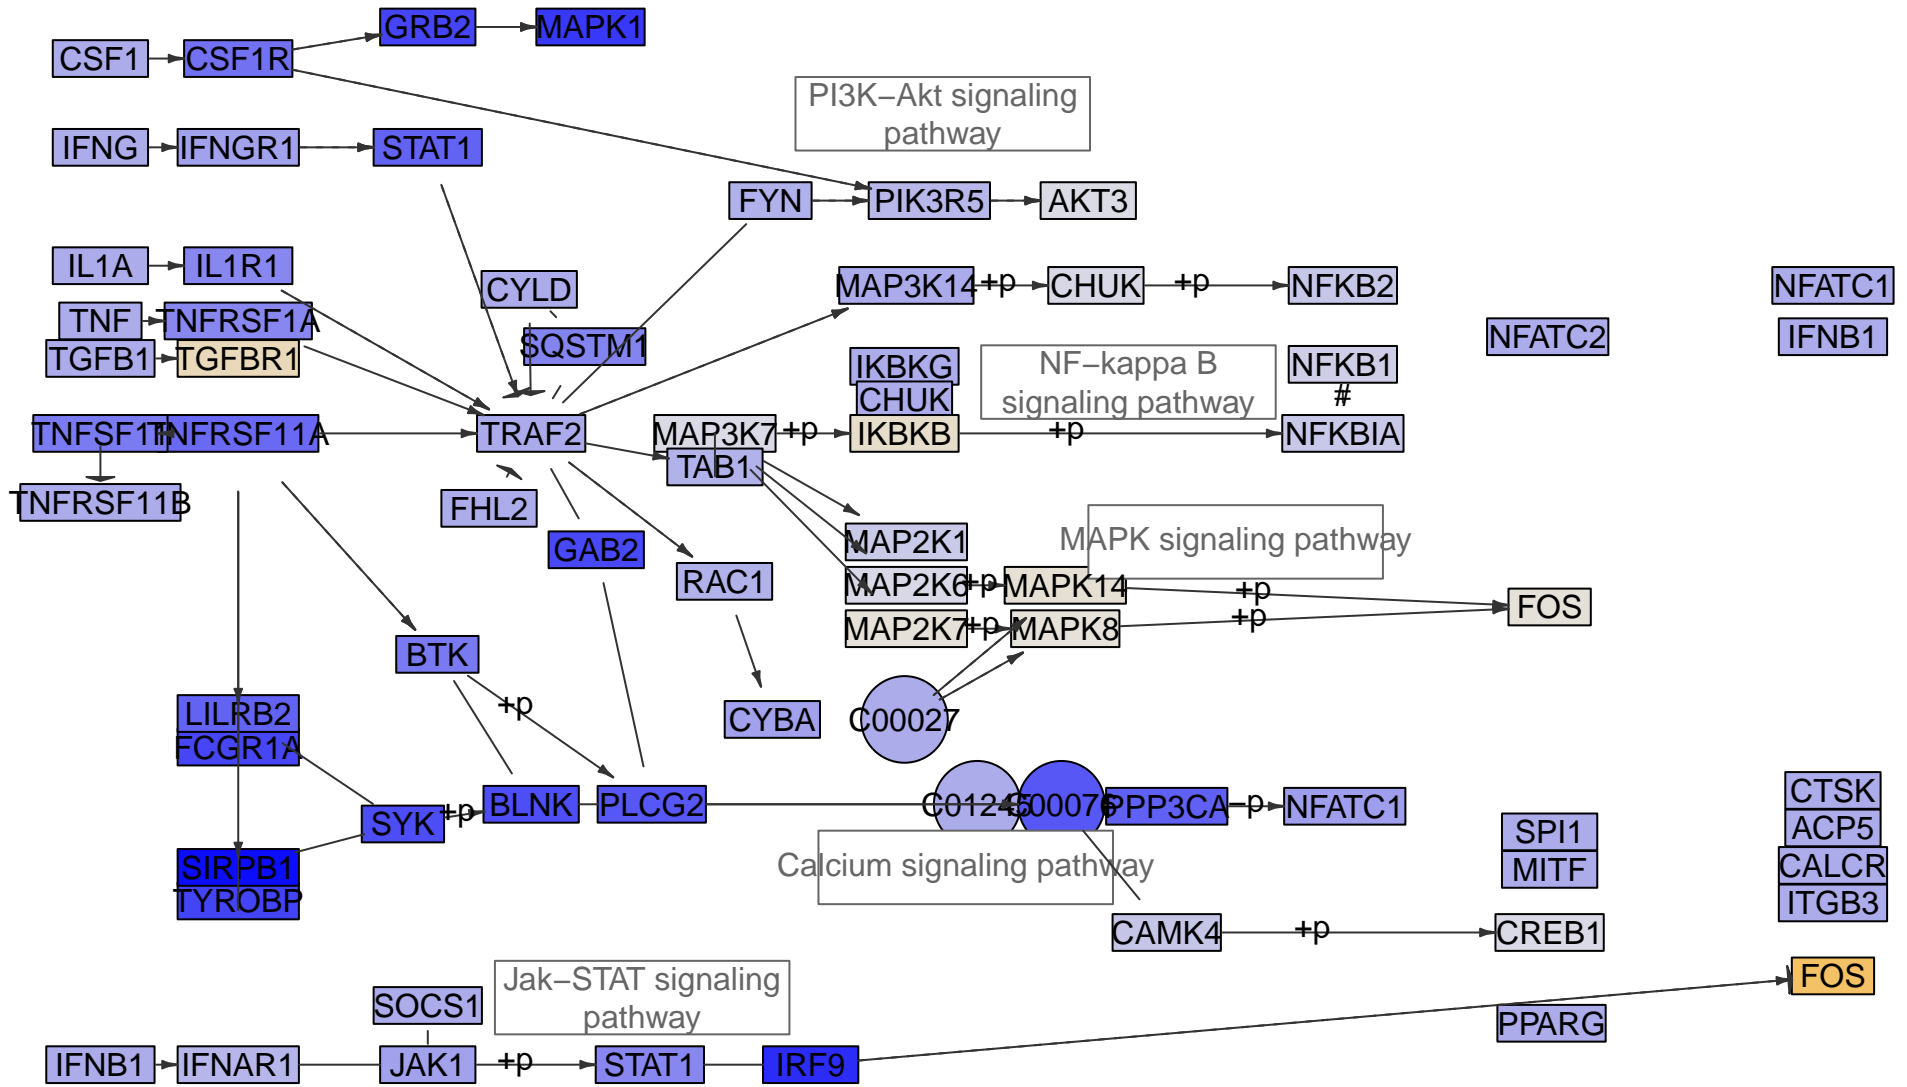 GRB2
MAPK1
CSF1
CSF1R
PI3K−Akt signaling
pathway
IFNG
IFNGR1
STAT1
FYN
PIK3R5
AKT3
IL1A
IL1R1
CYLD
MAP3K14
+p
CHUK
+p
NFKB2
NFATC1
TNF
TNFRSF1A
SQSTM1
NFATC2
IFNB1
TGFB1
TGFBR1
IKBKG
NF−kappa B
signaling pathway
NFKB1
CHUK
#
TNFRSF11A
TRAF2
MAP3K7
+p
IKBKB
+p
NFKBIA
TAB1
TNFRSF11B
FHL2
GAB2
MAP2K1
MAPK signaling pathway
RAC1
MAP2K6
+p
MAPK14
+p
FOS
MAP2K7
+p
MAPK8
+p
BTK
LILRB2
+p
CYBA
C00027
FCGR1A
SYK
+p
BLNK
PLCG2
C00076
PPP3CA
−p
NFATC1
CTSK
SPI1
ACP5
SIRPB1
Calcium signaling pathway
MITF
CALCR
TYROBP
ITGB3
CAMK4
+p
CREB1
Jak−STAT signaling
pathway
FOS
SOCS1
PPARG
IFNB1
IFNAR1
JAK1
+p
STAT1
IRF9